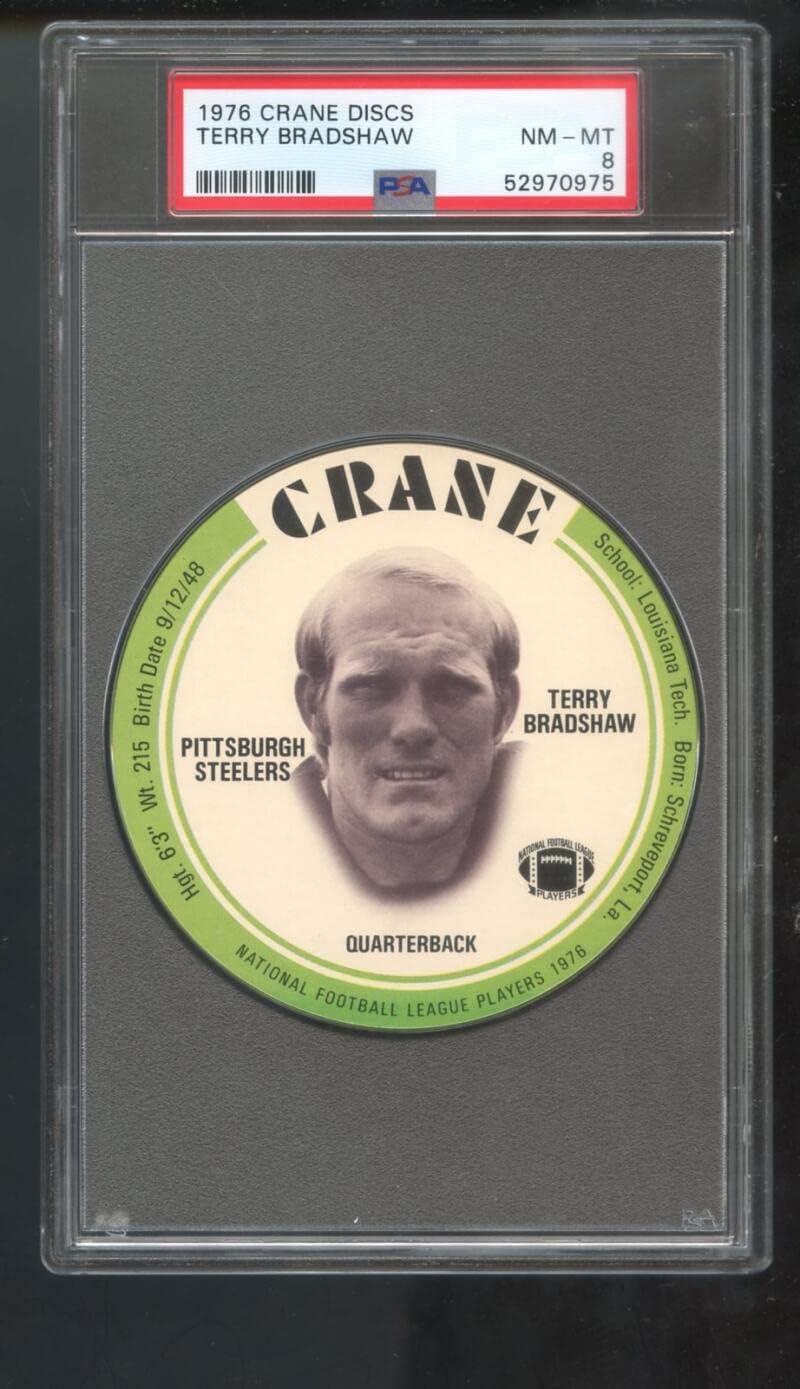 1976 CRANE DISCS
TERRY BRADSHAW NM - MT
8
52970975
PSA
CRANE
Hgt. 6'3" Wt. 215 Birth Date 9/12/48
School: Louisiana Tech. Born: Schreveport, La.
TERRY
BRADSHAW
PITTSBURGH
STEELERS
NATIONAL FOOTBALL LEAGUE
PLAYERS
QUARTERBACK
NATIONAL FOOTBALL LEAGUE PLAYERS 1976
PSA